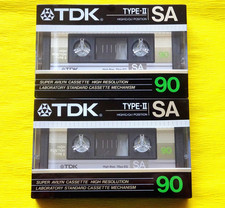 TDK TYPE-II SA
HIGH(CrO₂) POSITION
SA
SUPER AVILYN CASSETTE HIGH RESOLUTION 90
LABORATORY STANDARD CASSETTE MECHANISM
TDK TYPE-II SA
HIGH(CrO₂) POSITION
SA
SUPER AVILYN CASSETTE HIGH RESOLUTION 90
LABORATORY STANDARD CASSETTE MECHANISM